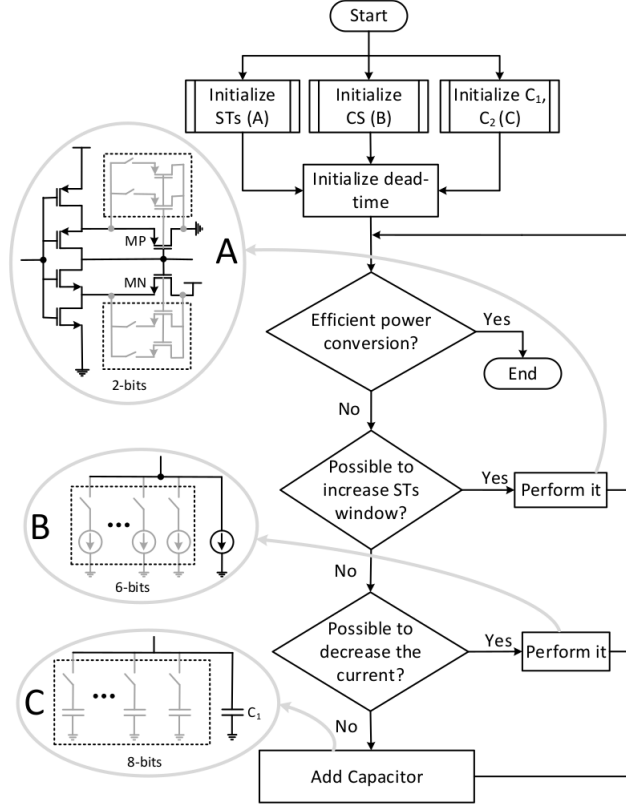 Start
Initialize
STs (A)
Initialize
CS (B)
Initialize C₁,
C₂ (C)
Initialize dead-
time
MP
A
MN
2-bits
Efficient power
conversion?
Yes
End
No
Possible to
increase STs
window?
Yes
Perform it
B
6-bits
No
Possible to
decrease the
current?
Yes
Perform it
C
C₁
8-bits
No
Add Capacitor